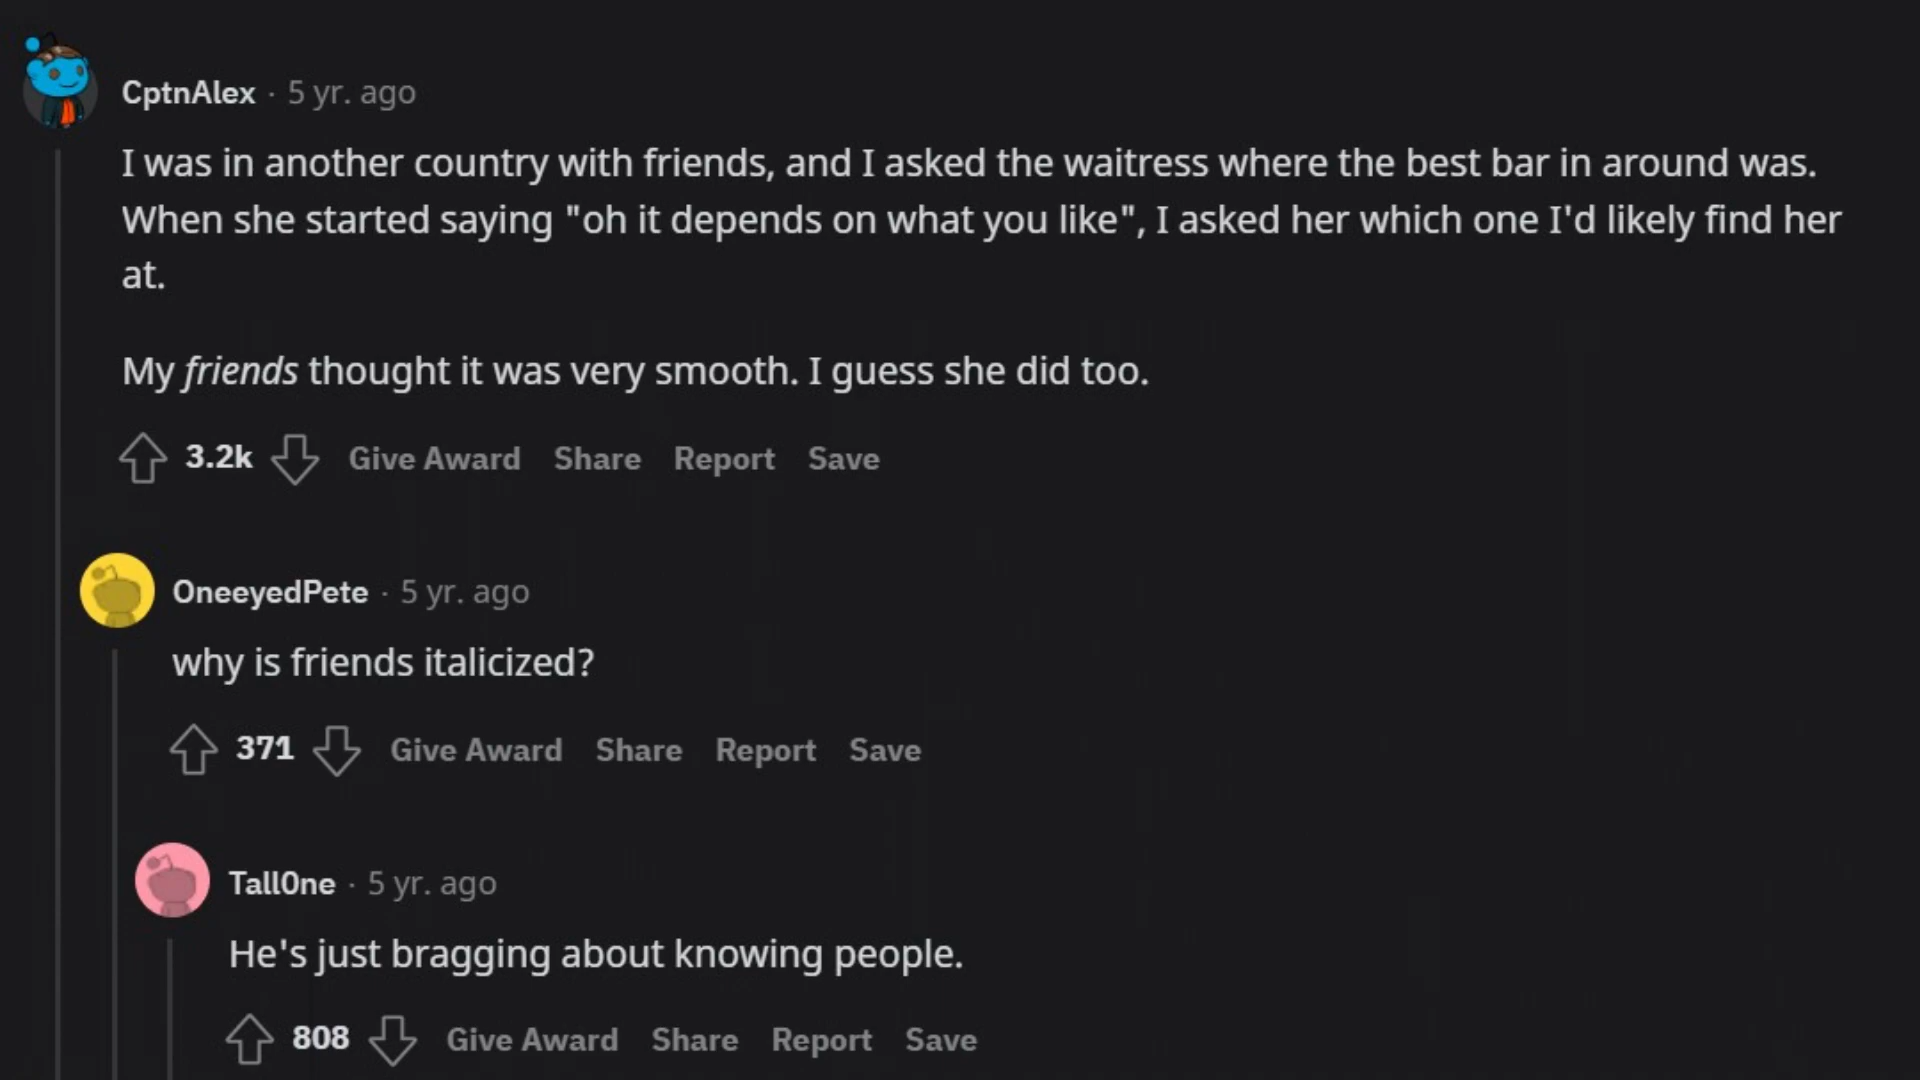 CptnAlex · 5 yr. ago
I was in another country with friends, and I asked the waitress where the best bar in around was.
When she started saying "oh it depends on what you like", I asked her which one I'd likely find her
at.
My friends thought it was very smooth. I guess she did too.
3.2k Give Award Share Report Save
OneeyedPete · 5 yr. ago
why is friends italicized?
371 Give Award Share Report Save
Tall0ne · 5 yr. ago
He's just bragging about knowing people.
808 Give Award Share Report Save